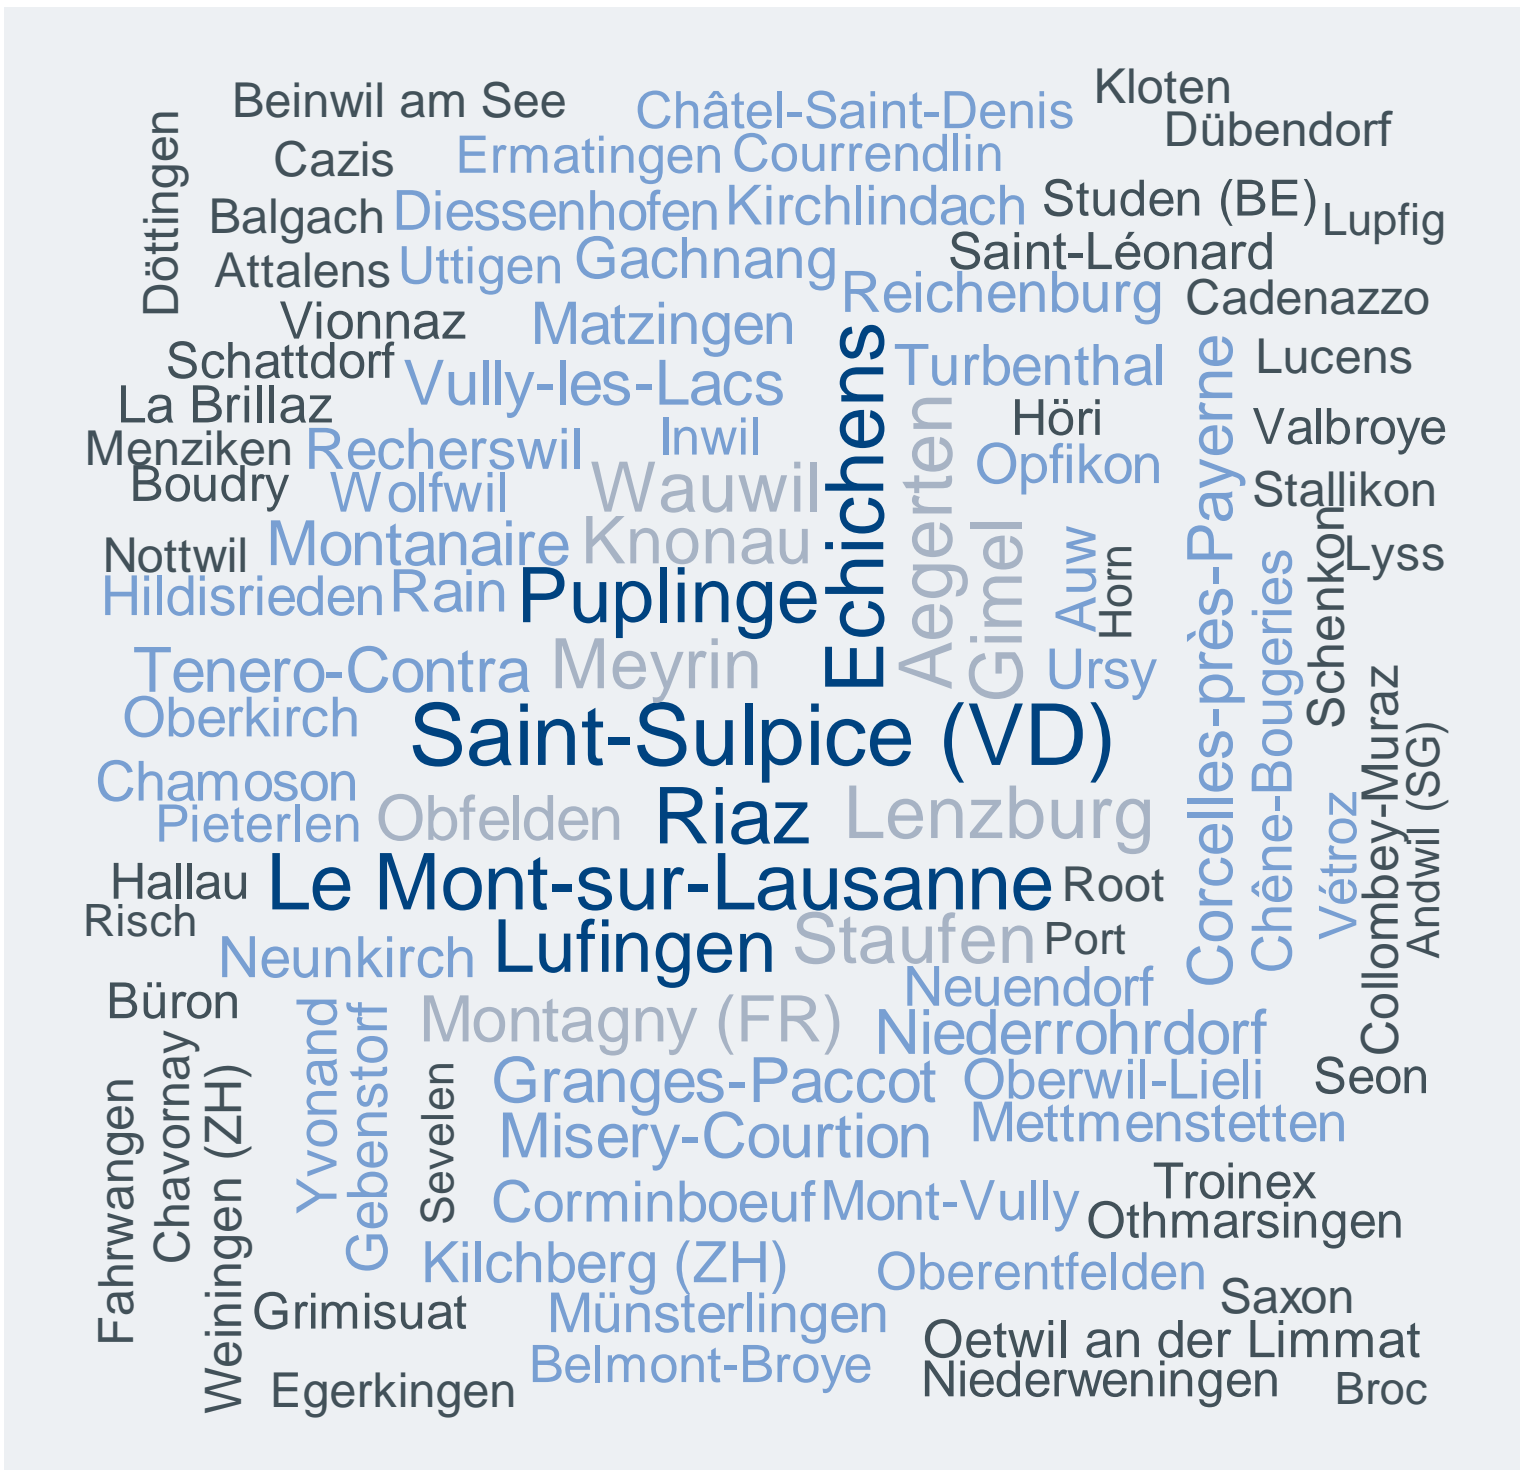 Beinwil am See
Châtel-Saint-Denis
Kloten
Dübendorf
Döttingen
Cazis
Ermatingen
Courrendlin
Balgach
Diessenhofen
Kirchlindach
Studen (BE)
Lupfig
Attalens
Uttigen
Gachnang
Saint-Léonard
Reichenburg
Cadenazzo
Vionnaz
Matzingen
Schattdorf
Vully-les-Lacs
Echichens
Turbenthal
Corcelles-près-Payerne
Lucens
La Brillaz
Höri
Valbroye
Menziken
Recherswil
Inwil
Aegerten
Opfikon
Boudry
Wolfwil
Wauwil
Stallikon
Nottwil
Montanaire
Knonau
Gimel
Auw
Horn
Schenkon
Lyss
Hildisrieden
Rain
Puplinge
Chêne-Bougeries
Tenero-Contra
Meyrin
Ursy
Oberkirch
Saint-Sulpice (VD)
Collombey-Muraz
Andwil (SG)
Chamoson
Pieterlen
Obfelden
Riaz
Lenzburg
Vétroz
Hallau
Le Mont-sur-Lausanne
Root
Risch
Neunkirch
Lufingen
Staufen
Port
Büron
Neuendorf
Yvonand
Gebenstorf
Montagny (FR)
Niederrohrdorf
Chavornay
Weiningen (ZH)
Fahrwangen
Sevelen
Granges-Paccot
Oberwil-Lieli
Seon
Misery-Courtion
Mettmenstetten
Corminboeuf
Mont-Vully
Troinex
Othmarsingen
Kilchberg (ZH)
Oberentfelden
Saxon
Grimisuat
Münsterlingen
Oetwil an der Limmat
Belmont-Broye
Niederweningen
Egerkingen
Broc